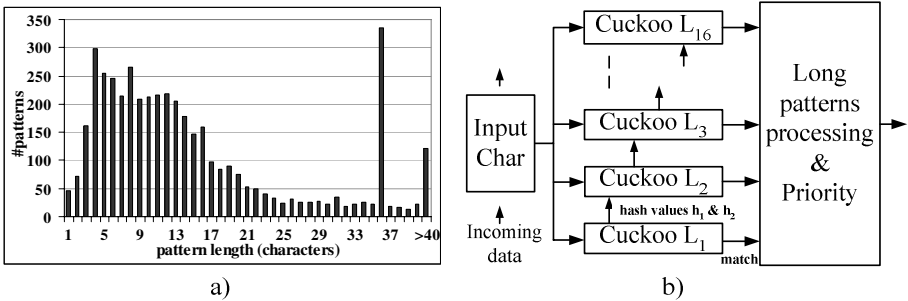 350
300
250
200
150
100
50
0
#patterns
1 5 9 13 17 21 25 29 33 37 >40
pattern length (characters)
a)
Input
Char
Incoming
data
Cuckoo L16
Cuckoo L3
Cuckoo L2
hash values h1 & h2
Cuckoo L1
match
Long
patterns
processing
&
Priority
b)